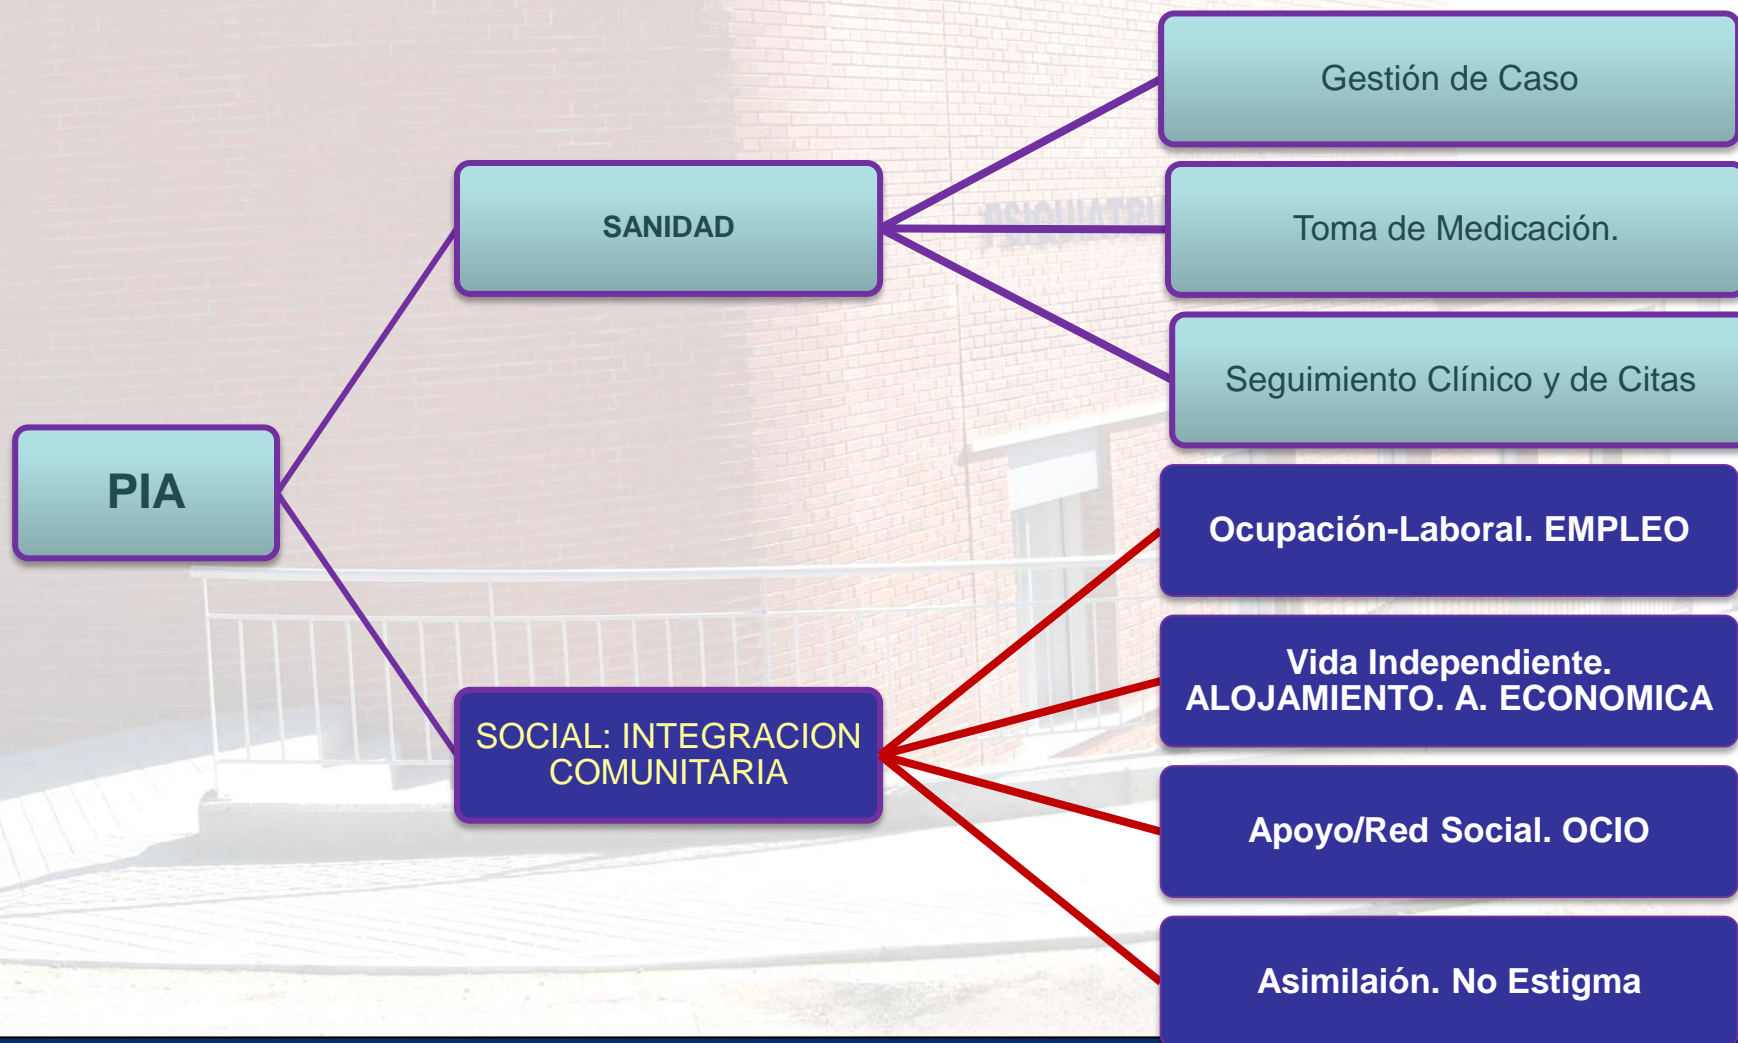 Gestión de Caso
SANIDAD
Toma de Medicación.
Seguimiento Clínico y de Citas
PIA
Ocupación-Laboral. EMPLEO
Vida Independiente.
ALOJAMIENTO. A. ECONOMICA
SOCIAL: INTEGRACION
COMUNITARIA
Apoyo/Red Social. OCIO
Asimilaión. No Estigma